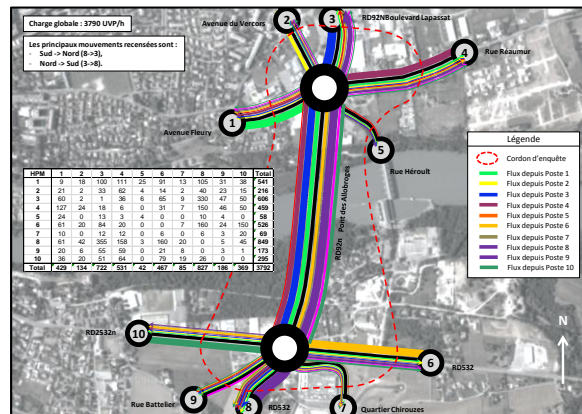 Charge globale : 3790 UVP/h
Les principaux mouvements recensées sont :
- Sud -> Nord (8->3),
- Nord -> Sud (3->8).
Avenue du Vercors
2
3
RD92NBoulevard Lapassat
4
Rue Réaumur
1
Avenue Fleury
5
Rue Héroult
Pont des Allobroges
RD92n
HPM 1 2 3 4 5 6 7 8 9 10 Total
1 9 18 100 111 25 91 13 105 31 38 541
2 21 2 33 62 4 14 2 40 23 15 216
3 60 2 1 36 6 65 9 330 47 50 606
4 127 24 18 6 0 31 7 150 46 50 459
5 24 0 13 3 4 0 0 10 4 0 58
6 61 20 84 20 0 0 7 160 24 150 526
7 10 0 12 12 0 6 0 6 3 20 69
8 61 42 355 158 3 160 20 0 5 45 849
9 20 6 55 59 0 21 8 0 3 1 173
10 36 20 51 64 0 79 19 26 0 0 295
Total 429 134 722 531 42 467 85 827 186 369 3792
Légende
Cordon d'enquête
Flux depuis Poste 1
Flux depuis Poste 2
Flux depuis Poste 3
Flux depuis Poste 4
Flux depuis Poste 5
Flux depuis Poste 6
Flux depuis Poste 7
Flux depuis Poste 8
Flux depuis Poste 9
Flux depuis Poste 10
N
RD2532n
10
6
RD532
Rue Battelier
9
8
RD532
7
Quartier Chirouzes